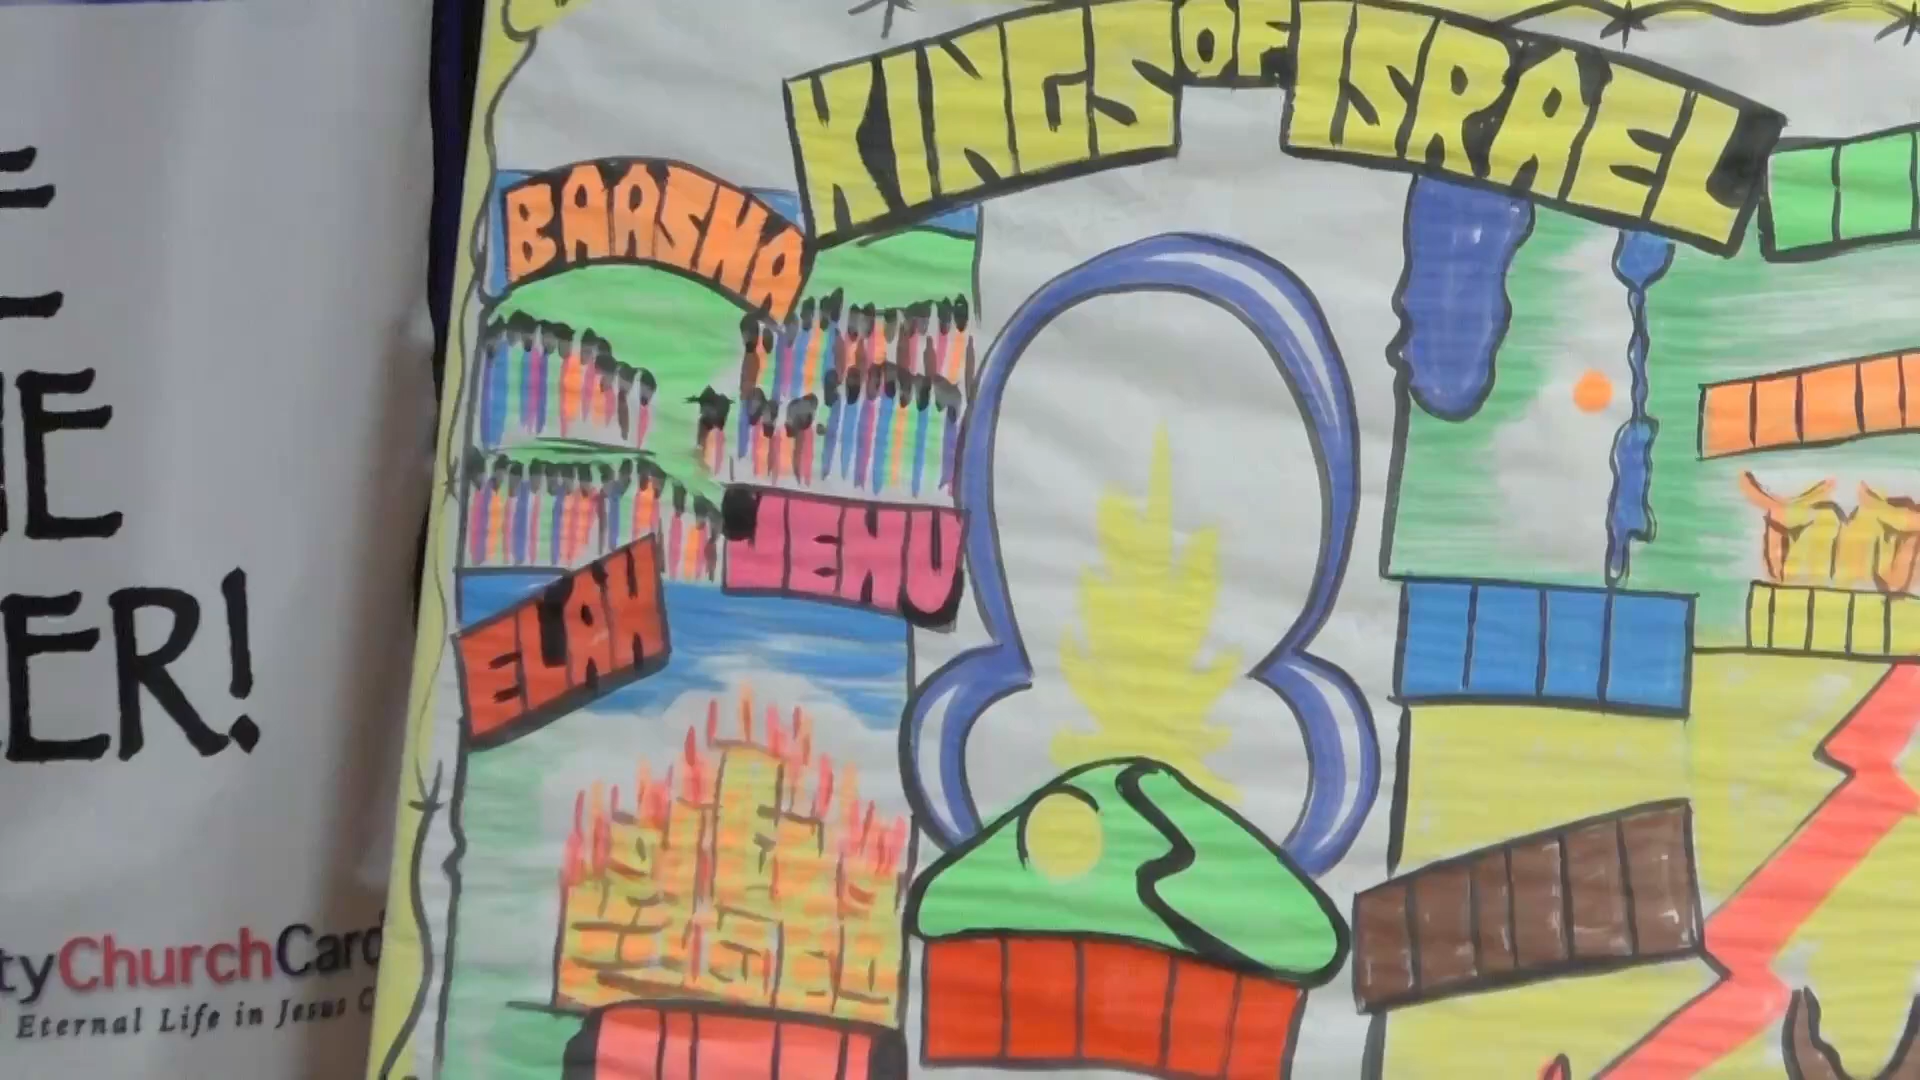 KINGS OF ISRAEL
BAASHA
JEHU
ELAH
E
ER!
tyChurchCard
Eternal Life in Jesus C